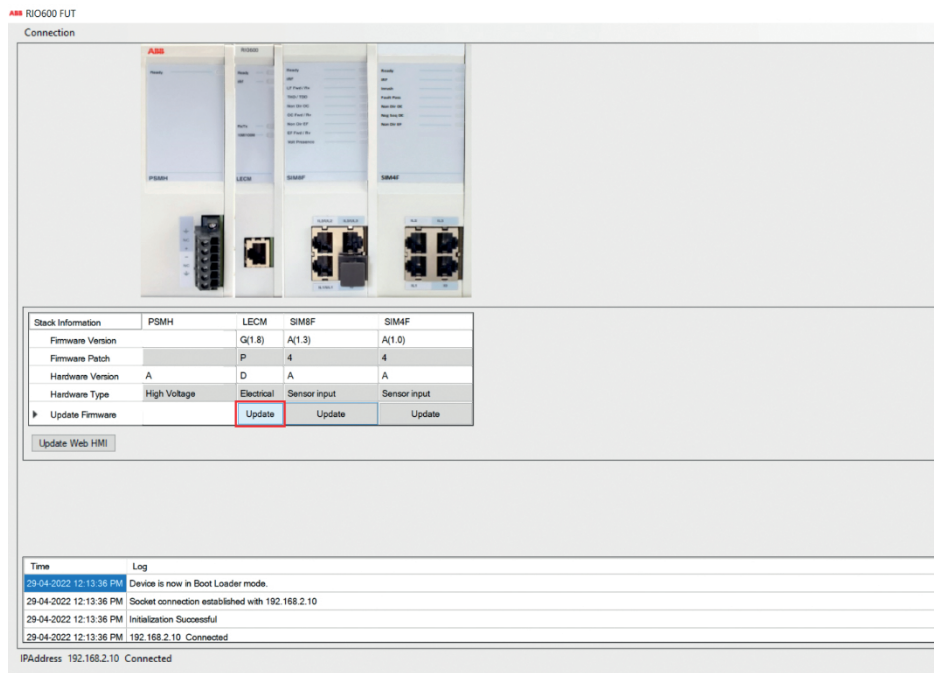 ABB RIO600 FUT
Connection
ABB
RIO600
Ready
Ready
Ready
Ready
PSMH
LECM
SIM8F
SIM4F
Stack Information PSMH LECM SIM8F SIM4F
Firmware Version G(1.8) A(1.3) A(1.0)
Firmware Patch P 4 4
Hardware Version A D A A
Hardware Type High Voltage Electrical Sensor input Sensor input
Update Firmware Update Update Update
Update Web HMI
Time Log
29-04-2022 12:13:36 PM Device is now in Boot Loader mode.
29-04-2022 12:13:36 PM Socket connection established with 192.168.2.10
29-04-2022 12:13:36 PM Initialization Successful
29-04-2022 12:13:36 PM 192.168.2.10 Connected
IPAddress 192.168.2.10 Connected